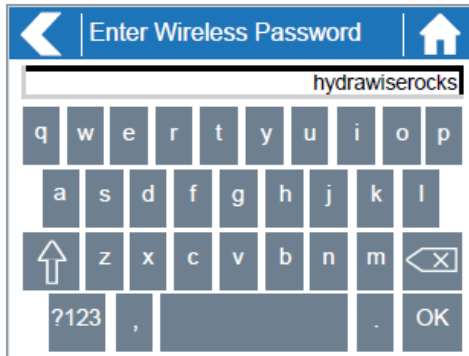 Enter Wireless Password
hydrawiserocks
q w e r t y u i o p
a s d f g h j k l
z x c v b n m
?123 , . OK